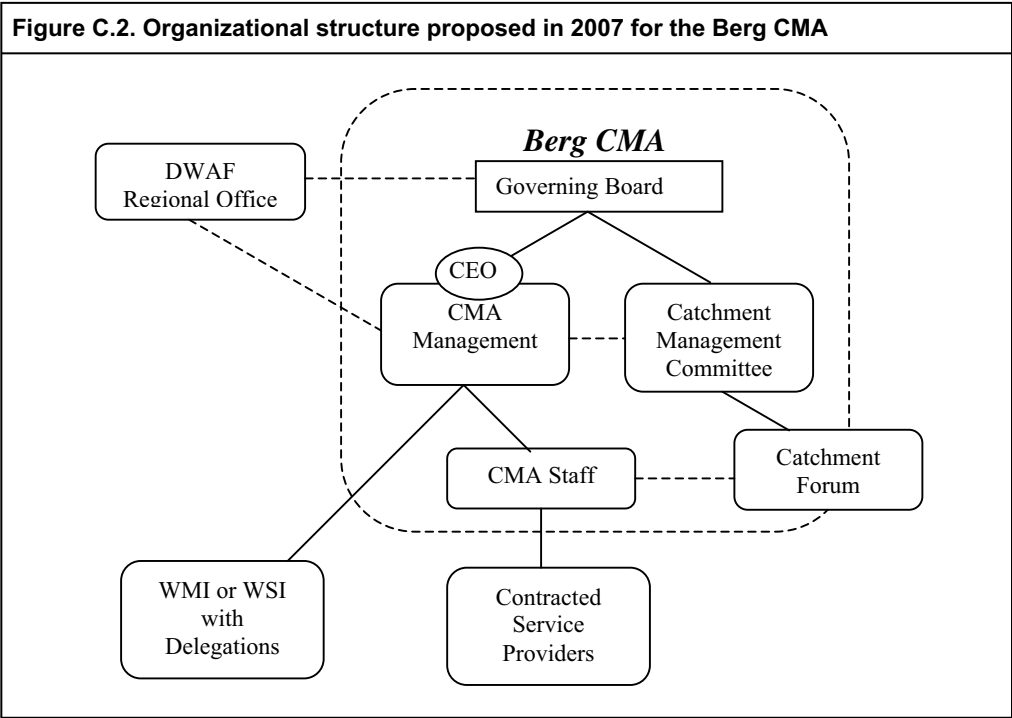 Figure C.2. Organizational structure proposed in 2007 for the Berg CMA
Berg CMA
DWAF
Regional Office
Governing Board
CEO
CMA
Management
Catchment
Management
Committee
CMA Staff
Catchment
Forum
WMI or WSI
with
Delegations
Contracted
Service
Providers